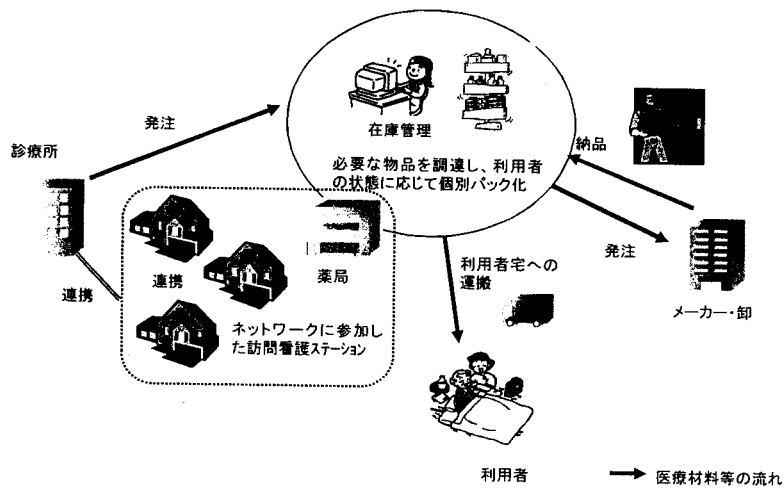 発注
在庫管理
診療所
納品
必要な物品を調達し、利用者
の状態に応じて個別パック化
発注
連携
薬局
利用者宅への
運搬
連携
メーカー・卸
ネットワークに参加し
た訪問看護ステーション
利用者
医療材料等の流れ